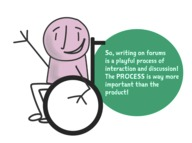 So, writing on forums
is a playful process of
interaction and discussion!
The PROCESS is way more
important than the
product!